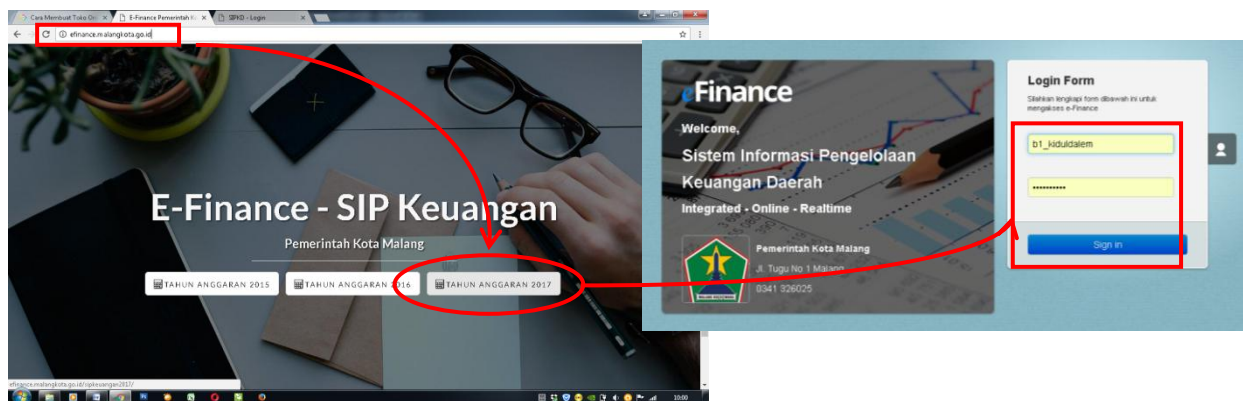 Cara Membuat Toko Onl
E-Finance Pemerintah Ko
SIPKD - Login
efinance.malangkota.go.id
E-Finance - SIP Keuangan
Pemerintah Kota Malang
TAHUN ANGGARAN 2015
TAHUN ANGGARAN 2016
TAHUN ANGGARAN 2017
efinance.malangkota.go.id/sipkeuangan2017/
10:00
eFinance
Welcome,
Sistem Informasi Pengelolaan
Keuangan Daerah
Integrated - Online - Realtime
Pemerintah Kota Malang
Jl. Tugu No 1 Malang
0341 326025
Login Form
Silahkan lengkapi form dibawah ini untuk
mengakses e-Finance
b1_kiduldalem
••••••••••
Sign in